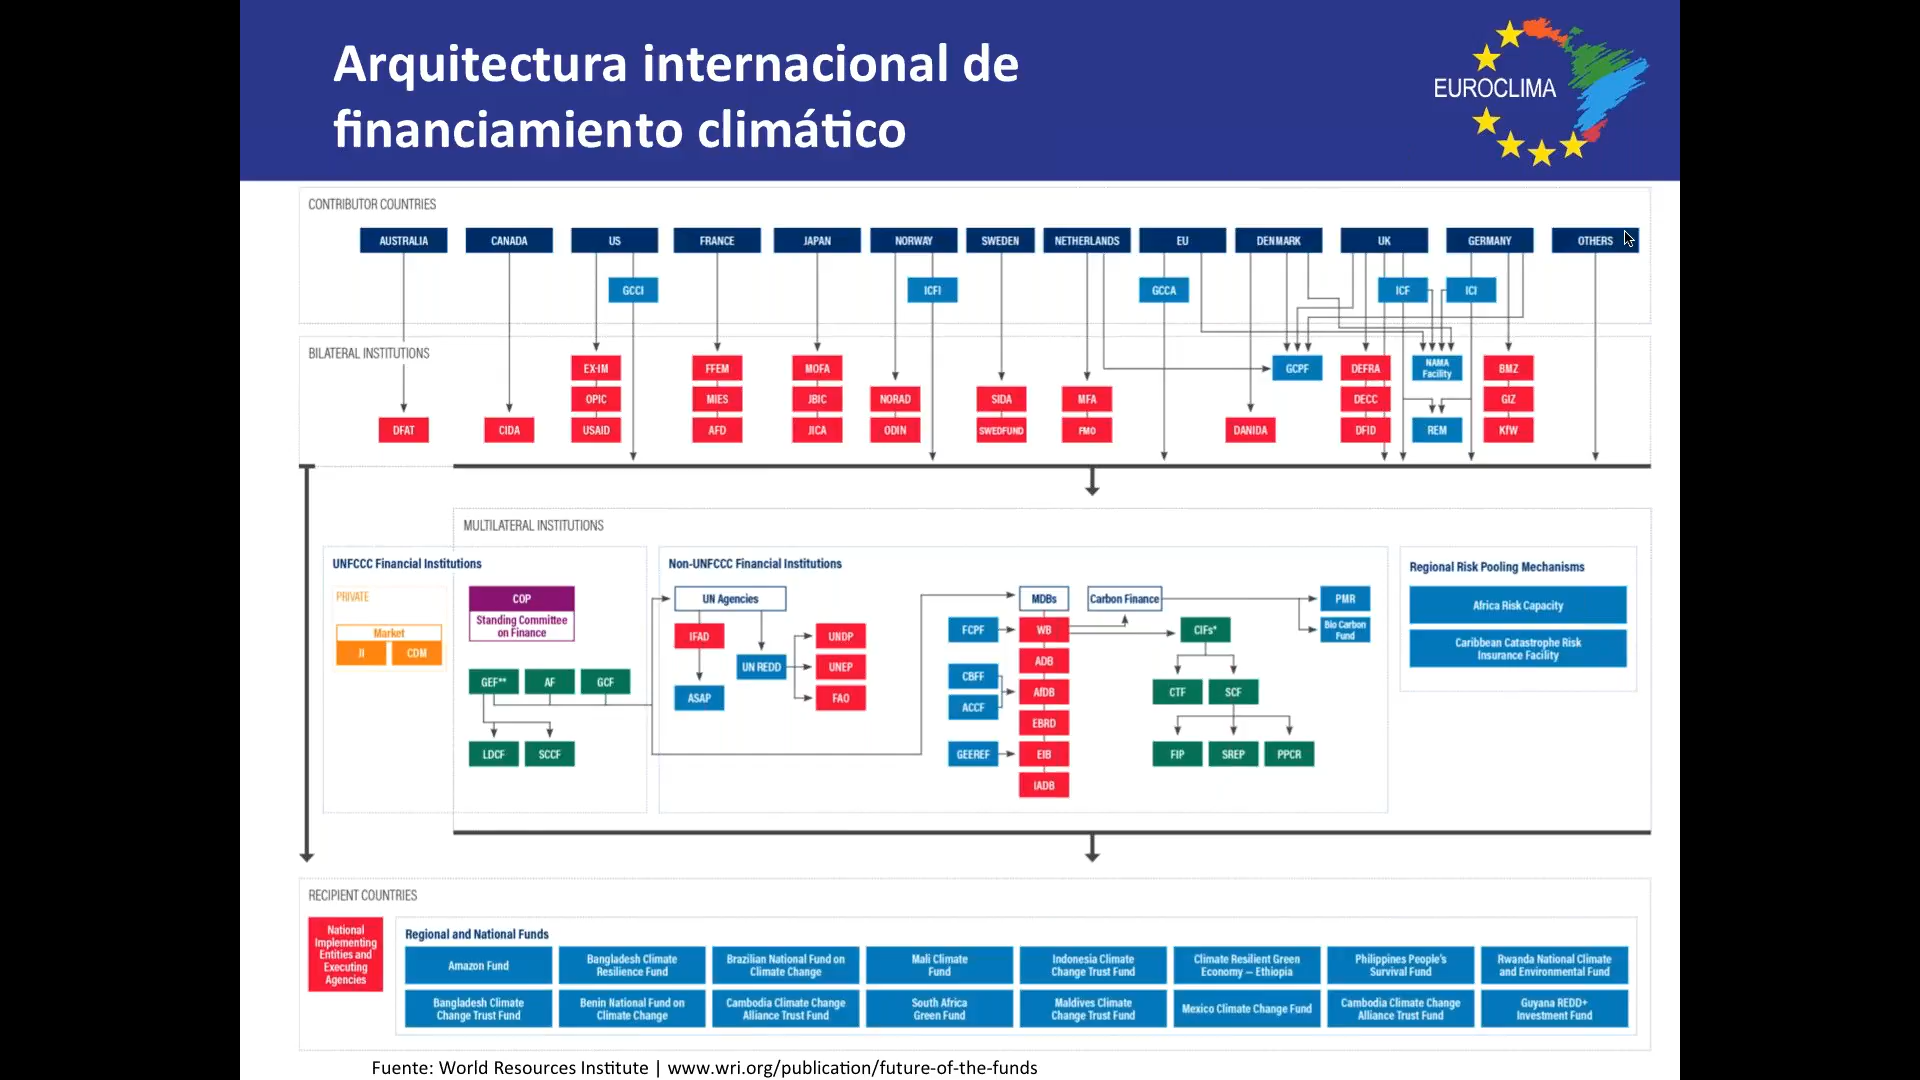 Arquitectura internacional de
financiamiento climático
EUROCLIMA
CONTRIBUTOR COUNTRIES
AUSTRALIA
CANADA
US
FRANCE
JAPAN
NORWAY
SWEDEN
NETHERLANDS
EU
DENMARK
UK
GERMANY
OTHERS
GCCI
ICFI
GCCA
ICF
ICI
BILATERAL INSTITUTIONS
EX-IM
FFEM
MOFA
GCPF
DEFRA
NAMA
Facility
BMZ
OPIC
MIES
JBIC
NORAD
SIDA
MFA
DECC
GIZ
DFAT
CIDA
USAID
AFD
JICA
ODIN
SWEDFUND
FMO
DANIDA
DFID
REM
KfW
MULTILATERAL INSTITUTIONS
UNFCCC Financial Institutions
PRIVATE
Market
JI
CDM
COP
Standing Committee
on Finance
GEF**
AF
GCF
LDCF
SCCF
Non-UNFCCC Financial Institutions
UN Agencies
IFAD
UN REDD
ASAP
UNDP
UNEP
FAO
MDBs
Carbon Finance
PMR
Bio Carbon
Fund
FCPF
WB
CIFs*
ADB
CBFF
AfDB
ACCF
CTF
SCF
EBRD
GEEREF
EIB
FIP
SREP
PPCR
IADB
Regional Risk Pooling Mechanisms
Africa Risk Capacity
Caribbean Catastrophe Risk
Insurance Facility
RECIPIENT COUNTRIES
National
Implementing
Entities and
Executing
Agencies
Regional and National Funds
Amazon Fund
Bangladesh Climate
Resilience Fund
Brazilian National Fund on
Climate Change
Mali Climate
Fund
Indonesia Climate
Change Trust Fund
Climate Resilient Green
Economy – Ethiopia
Philippines People's
Survival Fund
Rwanda National Climate
and Environmental Fund
Bangladesh Climate
Change Trust Fund
Benin National Fund on
Climate Change
Cambodia Climate Change
Alliance Trust Fund
South Africa
Green Fund
Maldives Climate
Change Trust Fund
Mexico Climate Change Fund
Cambodia Climate Change
Alliance Trust Fund
Guyana REDD+
Investment Fund
Fuente: World Resources Institute | www.wri.org/publication/future-of-the-funds